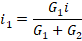 i₁ = G₁i / (G₁ + G₂)